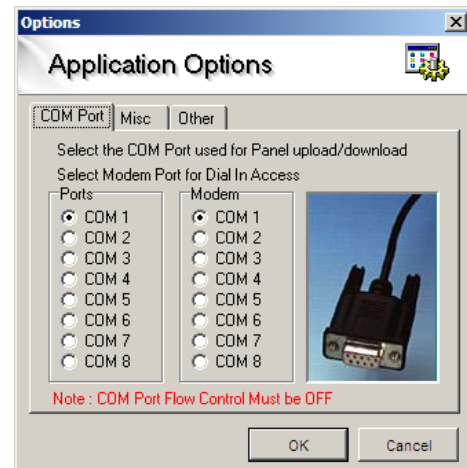 Options
Application Options
COM Port Misc Other
Select the COM Port used for Panel upload/download
Select Modem Port for Dial In Access
Ports Modem
COM 1 COM 1
COM 2 COM 2
COM 3 COM 3
COM 4 COM 4
COM 5 COM 5
COM 6 COM 6
COM 7 COM 7
COM 8 COM 8
Note : COM Port Flow Control Must be OFF
OK Cancel